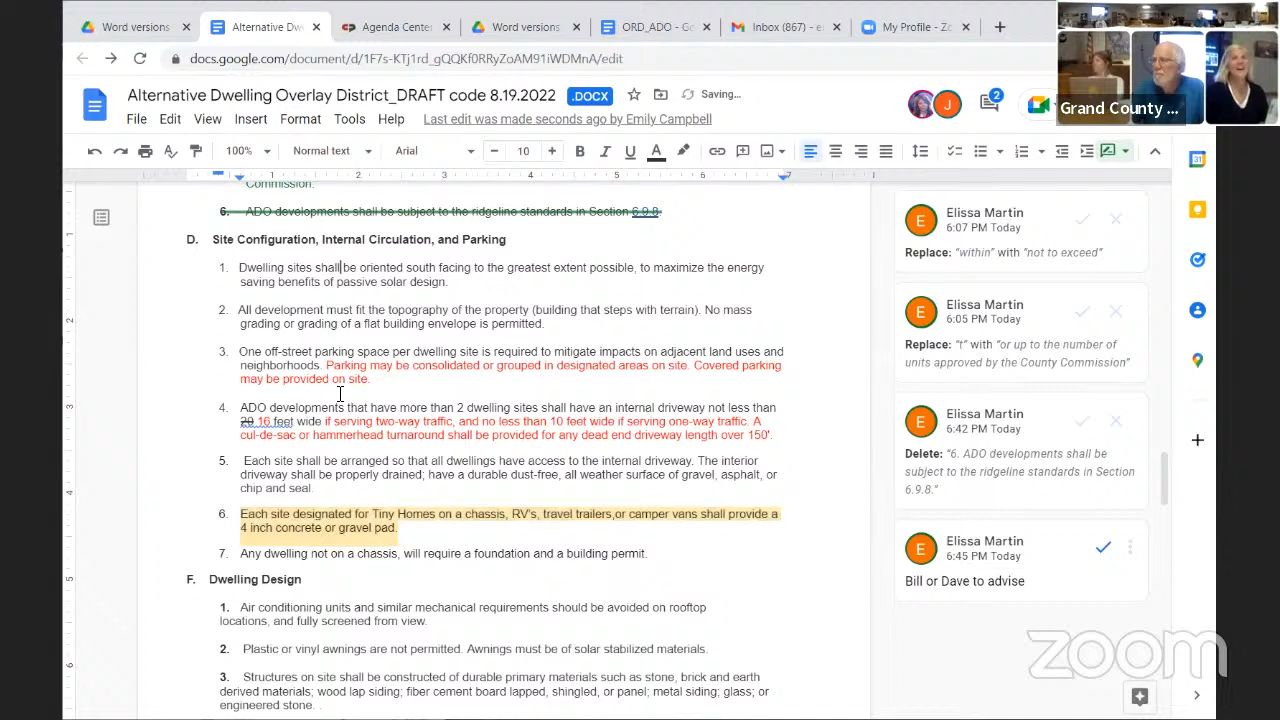 Word versions
Alternative Dw
Agenda Center
ORD_ADO - Go
Inbox (867) - e
My Profile - Z
docs.google.com/document/d/
Alternative Dwelling Overlay District_DRAFT code 8.19.2022
.DOCX
Saving...
2
File Edit View Insert Format Tools Help
Last edit was made seconds ago by Emily Campbell
Grand County ...
100% Normal text Arial 10
1 2 3 4 5 6 7
Commission.
6. ADO developments shall be subject to the ridgeline standards in Section 6.9.8.
D. Site Configuration, Internal Circulation, and Parking
1. Dwelling sites shall be oriented south facing to the greatest extent possible, to maximize the energy
saving benefits of passive solar design.
2. All development must fit the topography of the property (building that steps with terrain). No mass
grading or grading of a flat building envelope is permitted.
3. One off-street parking space per dwelling site is required to mitigate impacts on adjacent land uses and
neighborhoods. Parking may be consolidated or grouped in designated areas on site. Covered parking
may be provided on site.
4. ADO developments that have more than 2 dwelling sites shall have an internal driveway not less than
20 16 feet wide if serving two-way traffic, and no less than 10 feet wide if serving one-way traffic. A
cul-de-sac or hammerhead turnaround shall be provided for any dead end driveway length over 150'.
5. Each site shall be arranged so that all dwellings have access to the internal driveway. The interior
driveway shall be properly drained; have a durable dust-free, all weather surface of gravel, asphalt, or
chip and seal.
6. Each site designated for Tiny Homes on a chassis, RV's, travel trailers,or camper vans shall provide a
4 inch concrete or gravel pad.
7. Any dwelling not on a chassis, will require a foundation and a building permit.
F. Dwelling Design
1. Air conditioning units and similar mechanical requirements should be avoided on rooftop
locations, and fully screened from view.
2. Plastic or vinyl awnings are not permitted. Awnings must be of solar stabilized materials.
3. Structures on site shall be constructed of durable primary materials such as stone, brick and earth
derived materials; wood lap siding; fiber cement board lapped, shingled, or panel; metal siding; glass; or
engineered stone. .
Elissa Martin
6:07 PM Today
Replace: “within” with “not to exceed”
Elissa Martin
6:05 PM Today
Replace: “t” with “or up to the number of
units approved by the County Commission”
Elissa Martin
6:42 PM Today
Delete: “6. ADO developments shall be
subject to the ridgeline standards in Section
6.9.8.”
Elissa Martin
6:45 PM Today
Bill or Dave to advise
zoom